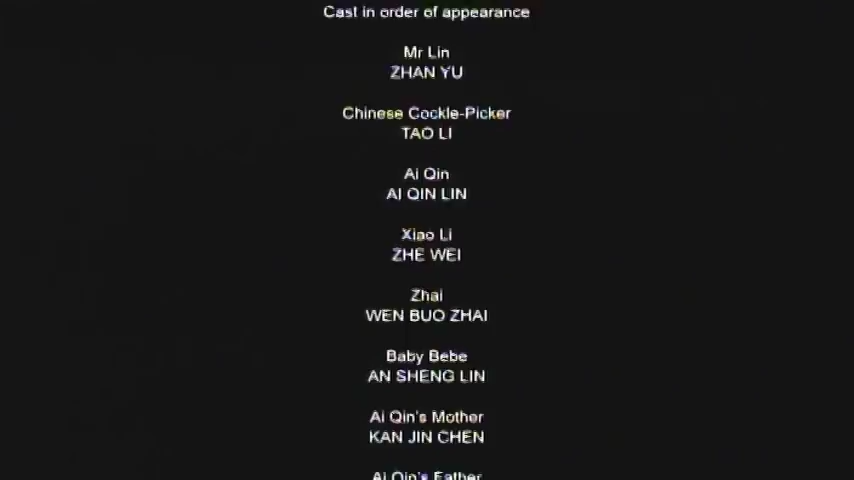 Cast in order of appearance
Mr Lin
ZHAN YU
Chinese Cockle-Picker
TAO LI
Ai Qin
AI QIN LIN
Xiao Li
ZHE WEI
Zhai
WEN BUO ZHAI
Baby Bebe
AN SHENG LIN
Ai Qin's Mother
KAN JIN CHEN
Ai Qin's Father